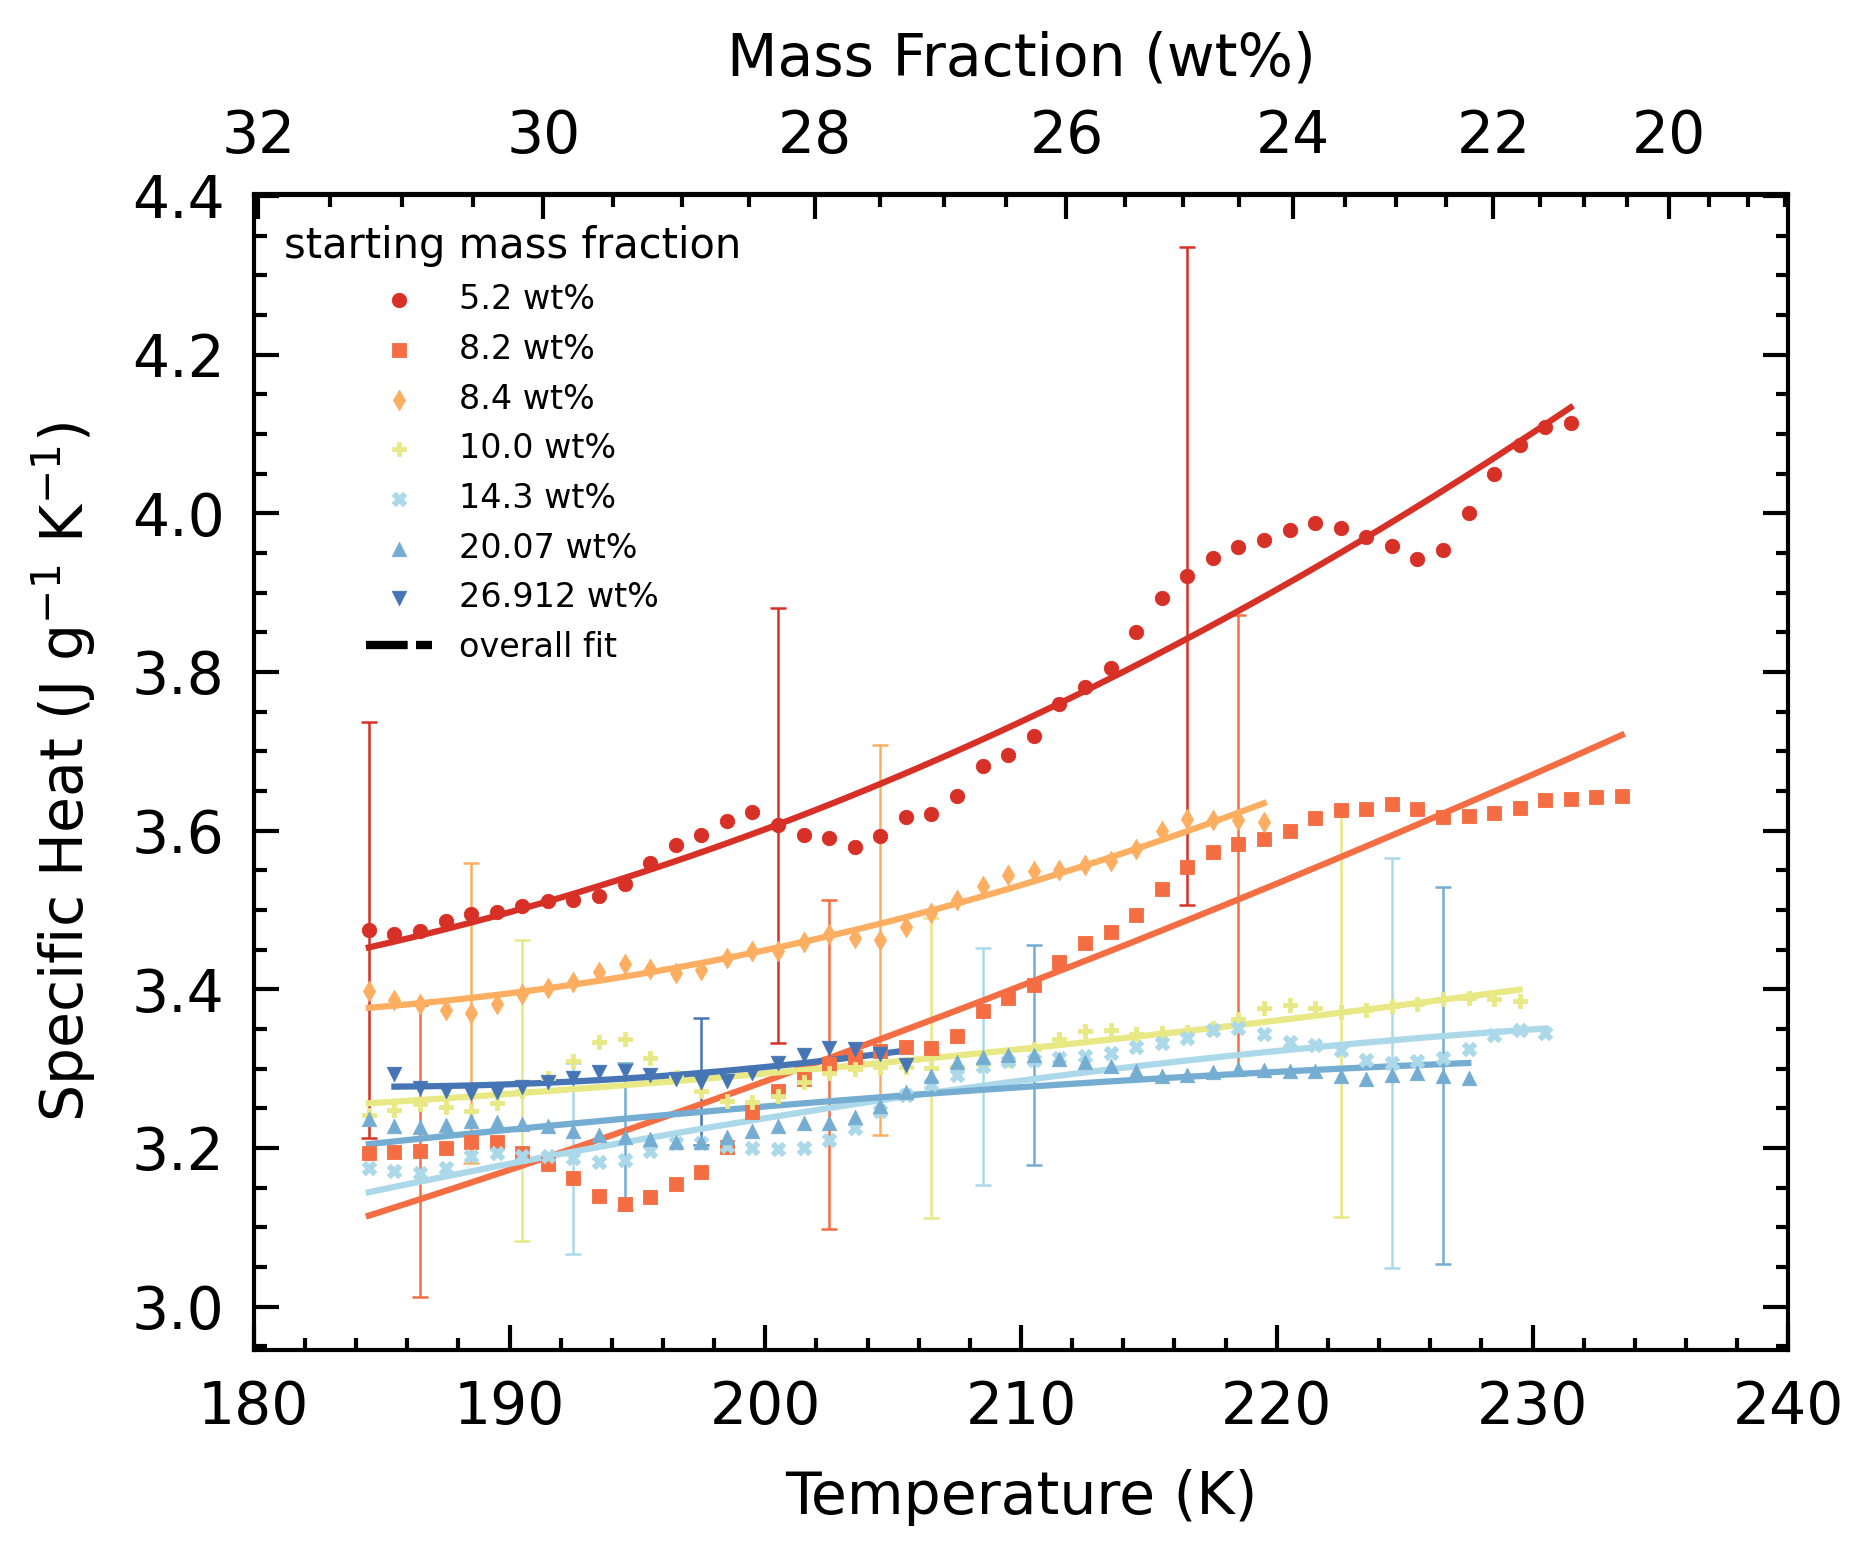 Mass Fraction (wt%)
32 30 28 26 24 22 20
4.4
4.2
4.0
3.8
3.6
3.4
3.2
3.0
Specific Heat (J g⁻¹ K⁻¹)
starting mass fraction
5.2 wt%
8.2 wt%
8.4 wt%
10.0 wt%
14.3 wt%
20.07 wt%
26.912 wt%
overall fit
180 190 200 210 220 230 240
Temperature (K)